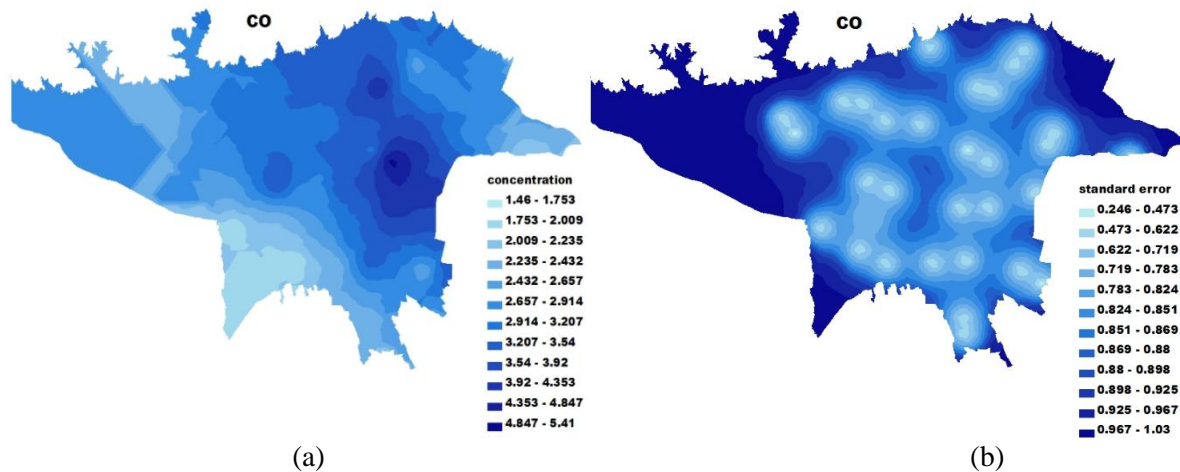 CO
concentration
1.46 - 1.753
1.753 - 2.009
2.009 - 2.235
2.235 - 2.432
2.432 - 2.657
2.657 - 2.914
2.914 - 3.207
3.207 - 3.54
3.54 - 3.92
3.92 - 4.353
4.353 - 4.847
4.847 - 5.41
(a)
CO
standard error
0.246 - 0.473
0.473 - 0.622
0.622 - 0.719
0.719 - 0.783
0.783 - 0.824
0.824 - 0.851
0.851 - 0.869
0.869 - 0.88
0.88 - 0.898
0.898 - 0.925
0.925 - 0.967
0.967 - 1.03
(b)